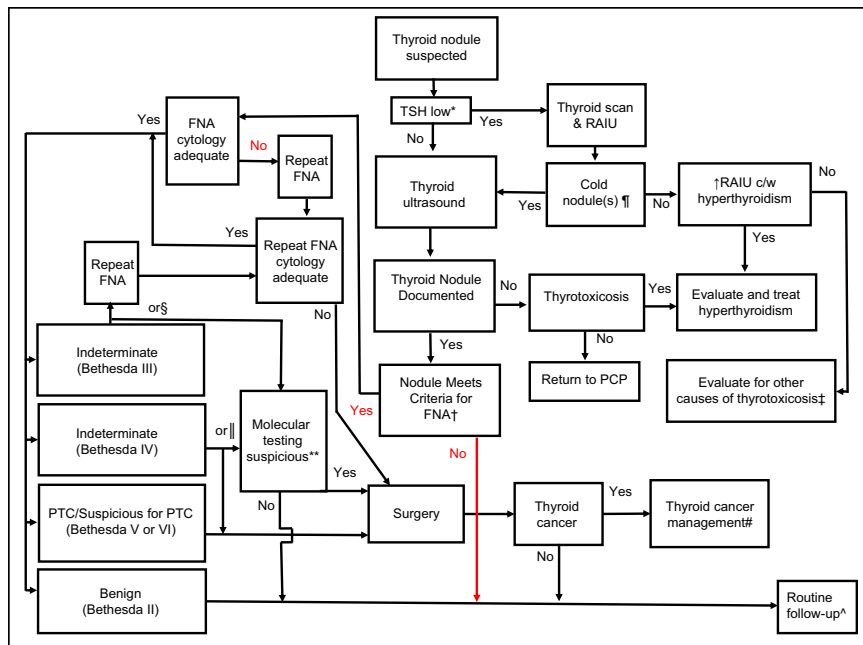 Thyroid nodule
suspected
TSH low*
Yes
No
Thyroid scan
& RAIU
Yes
FNA
cytology
adequate
No
Repeat
FNA
Thyroid
ultrasound
Yes
Cold
nodule(s) ¶
No
↑RAIU c/w
hyperthyroidism
No
Yes
Yes
Repeat FNA
cytology
adequate
No
Repeat
FNA
or§
Thyroid Nodule
Documented
No
Yes
Thyrotoxicosis
Yes
No
Evaluate and treat
hyperthyroidism
Return to PCP
Evaluate for other
causes of thyrotoxicosis‡
Indeterminate
(Bethesda III)
Nodule Meets
Criteria for
FNA†
Yes
No
Indeterminate
(Bethesda IV)
or‖
Molecular
testing
suspicious**
Yes
No
PTC/Suspicious for PTC
(Bethesda V or VI)
Surgery
Thyroid
cancer
Yes
No
Thyroid cancer
management#
Benign
(Bethesda II)
Routine
follow-up^